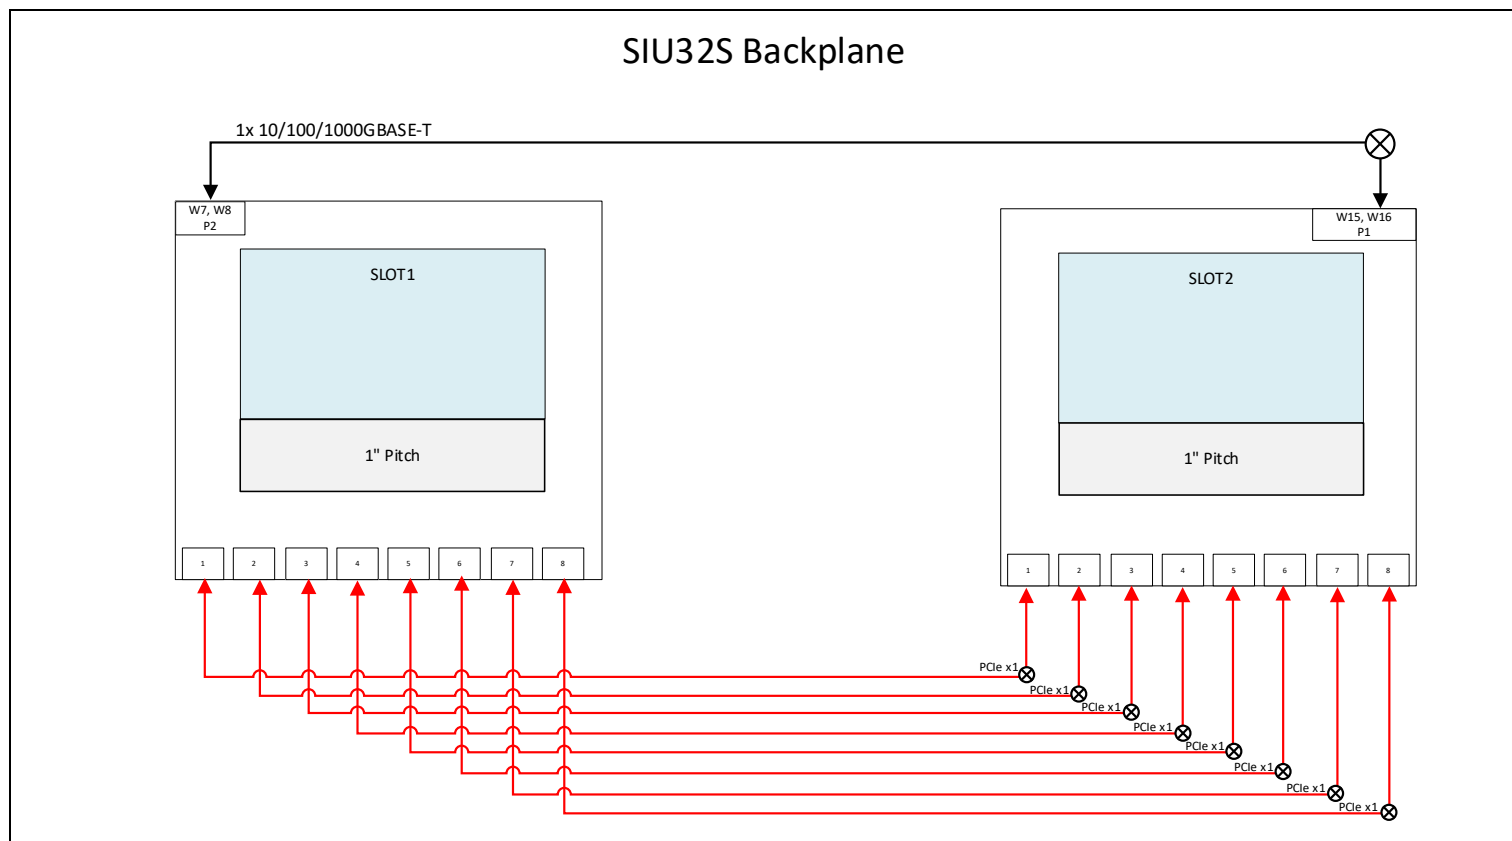 SIU32S Backplane
1x 10/100/1000GBASE-T
W7, W8
P2
W15, W16
P1
SLOT1
SLOT2
1" Pitch
1" Pitch
1 2 3 4 5 6 7 8
1 2 3 4 5 6 7 8
PCIe x1
PCIe x1
PCIe x1
PCIe x1
PCIe x1
PCIe x1
PCIe x1
PCIe x1